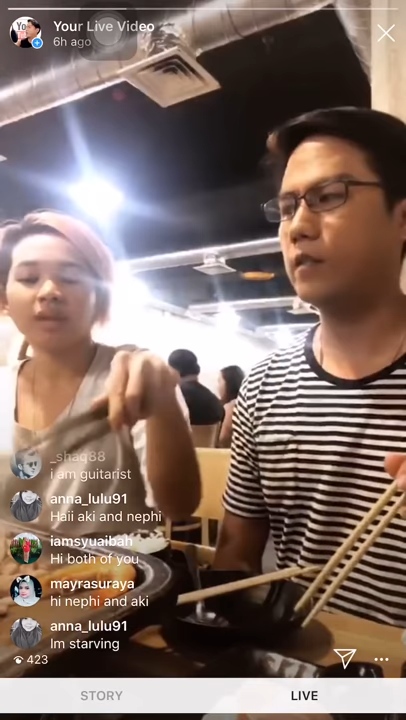 Yo
Your Live Video
6h ago
_shaq88
i am guitarist
anna_lulu91
Haii aki and nephi
iamsyuaibah
Hi both of you
mayrasuraya
hi nephi and aki
anna_lulu91
Im starving
423
STORY
LIVE